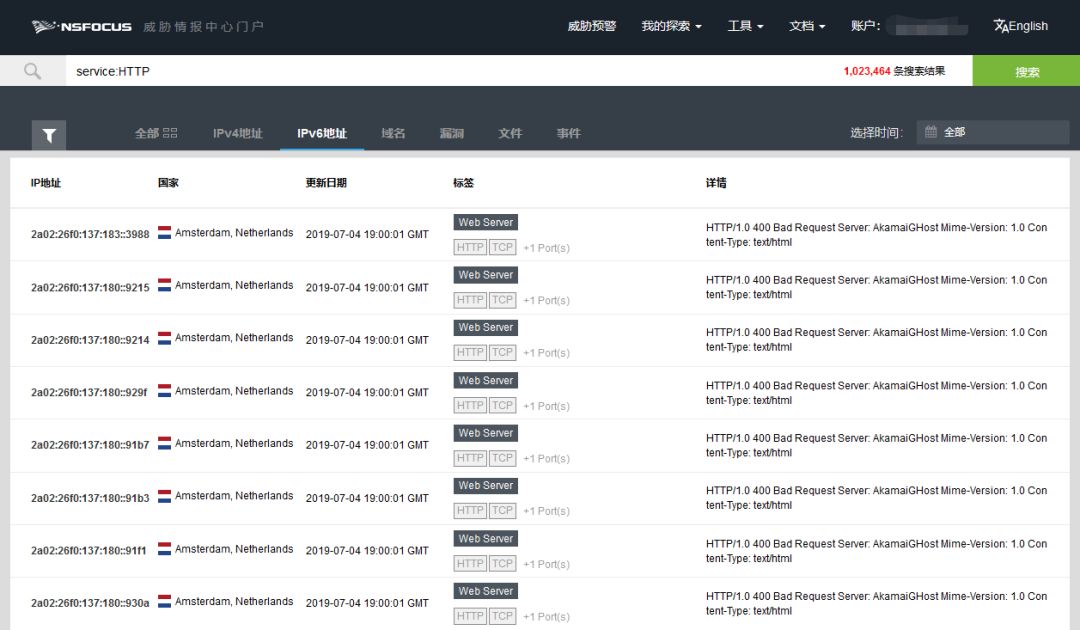 NSFOCUS 威胁情报中心门户 威胁预警 我的探索 工具 文档 账户: English
service:HTTP 1,023,464 条搜索结果 搜索
全部 IPv4地址 IPv6地址 域名 漏洞 文件 事件 选择时间: 全部
IP地址 国家 更新日期 标签 详情
Web Server
2a02:26f0:137:183::3988 Amsterdam, Netherlands 2019-07-04 19:00:01 GMT HTTP/1.0 400 Bad Request Server: AkamaiGHost Mime-Version: 1.0 Con
HTTP TCP +1 Port(s) tent-Type: text/html
Web Server
2a02:26f0:137:180::9215 Amsterdam, Netherlands 2019-07-04 19:00:01 GMT HTTP/1.0 400 Bad Request Server: AkamaiGHost Mime-Version: 1.0 Con
HTTP TCP +1 Port(s) tent-Type: text/html
Web Server
2a02:26f0:137:180::9214 Amsterdam, Netherlands 2019-07-04 19:00:01 GMT HTTP/1.0 400 Bad Request Server: AkamaiGHost Mime-Version: 1.0 Con
HTTP TCP +1 Port(s) tent-Type: text/html
Web Server
2a02:26f0:137:180::929f Amsterdam, Netherlands 2019-07-04 19:00:01 GMT HTTP/1.0 400 Bad Request Server: AkamaiGHost Mime-Version: 1.0 Con
HTTP TCP +1 Port(s) tent-Type: text/html
Web Server
2a02:26f0:137:180::91b7 Amsterdam, Netherlands 2019-07-04 19:00:01 GMT HTTP/1.0 400 Bad Request Server: AkamaiGHost Mime-Version: 1.0 Con
HTTP TCP +1 Port(s) tent-Type: text/html
Web Server
2a02:26f0:137:180::91b3 Amsterdam, Netherlands 2019-07-04 19:00:01 GMT HTTP/1.0 400 Bad Request Server: AkamaiGHost Mime-Version: 1.0 Con
HTTP TCP +1 Port(s) tent-Type: text/html
Web Server
2a02:26f0:137:180::91f1 Amsterdam, Netherlands 2019-07-04 19:00:01 GMT HTTP/1.0 400 Bad Request Server: AkamaiGHost Mime-Version: 1.0 Con
HTTP TCP +1 Port(s) tent-Type: text/html
Web Server
2a02:26f0:137:180::930a Amsterdam, Netherlands 2019-07-04 19:00:01 GMT HTTP/1.0 400 Bad Request Server: AkamaiGHost Mime-Version: 1.0 Con
HTTP TCP +1 Port(s) tent-Type: text/html